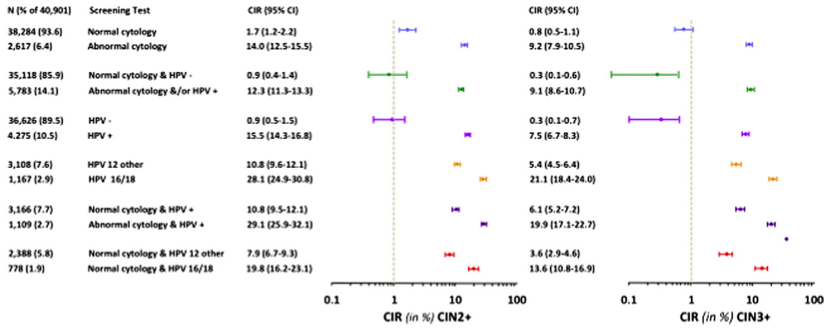 N (% of 40,901) Screening Test CIR (95% CI) CIR (95% CI)
38,284 (93.6) Normal cytology 1.7 (1.2-2.2) 0.8 (0.5-1.1)
2,617 (6.4) Abnormal cytology 14.0 (12.5-15.5) 9.2 (7.9-10.5)
35,118 (85.9) Normal cytology & HPV - 0.9 (0.4-1.4) 0.3 (0.1-0.6)
5,783 (14.1) Abnormal cytology &/or HPV + 12.3 (11.3-13.3) 9.1 (8.6-10.7)
36,626 (89.5) HPV - 0.9 (0.5-1.5) 0.3 (0.1-0.7)
4.275 (10.5) HPV + 15.5 (14.3-16.8) 7.5 (6.7-8.3)
3,108 (7.6) HPV 12 other 10.8 (9.6-12.1) 5.4 (4.5-6.4)
1,167 (2.9) HPV 16/18 28.1 (24.9-30.8) 21.1 (18.4-24.0)
3,166 (7.7) Normal cytology & HPV + 10.8 (9.5-12.1) 6.1 (5.2-7.2)
1,109 (2.7) Abnormal cytology & HPV + 29.1 (25.9-32.1) 19.9 (17.1-22.7)
2,388 (5.8) Normal cytology & HPV 12 other 7.9 (6.7-9.3) 3.6 (2.9-4.6)
778 (1.9) Normal cytology & HPV 16/18 19.8 (16.2-23.1) 13.6 (10.8-16.9)
0.1 1 10 100 0.1 1 10 100
CIR (in %) CIN2+ CIR (in %) CIN3+